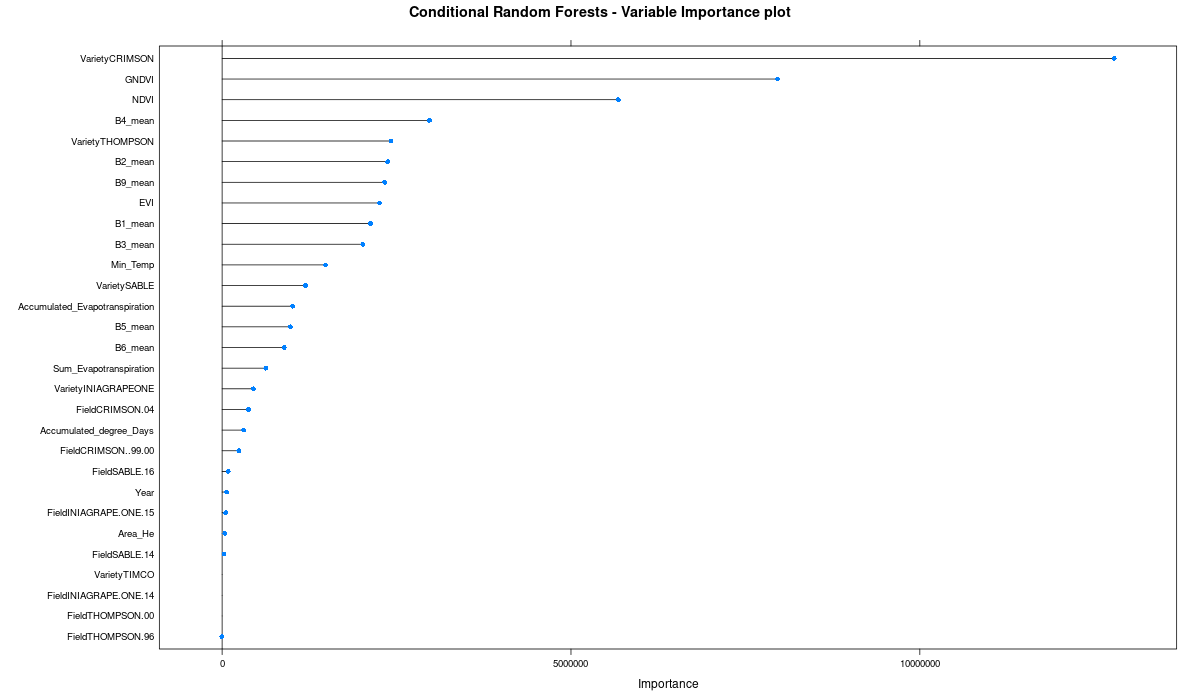 Conditional Random Forests - Variable Importance plot
VarietyCRIMSON
GNDVI
NDVI
B4_mean
VarietyTHOMPSON
B2_mean
B9_mean
EVI
B1_mean
B3_mean
Min_Temp
VarietySABLE
Accumulated_Evapotranspiration
B5_mean
B6_mean
Sum_Evapotranspiration
VarietyINIAGRAPEONE
FieldCRIMSON.04
Accumulated_degree_Days
FieldCRIMSON..99.00
FieldSABLE.16
Year
FieldINIAGRAPE.ONE.15
Area_He
FieldSABLE.14
VarietyTIMCO
FieldINIAGRAPE.ONE.14
FieldTHOMPSON.00
FieldTHOMPSON.96
0 5000000 10000000
Importance